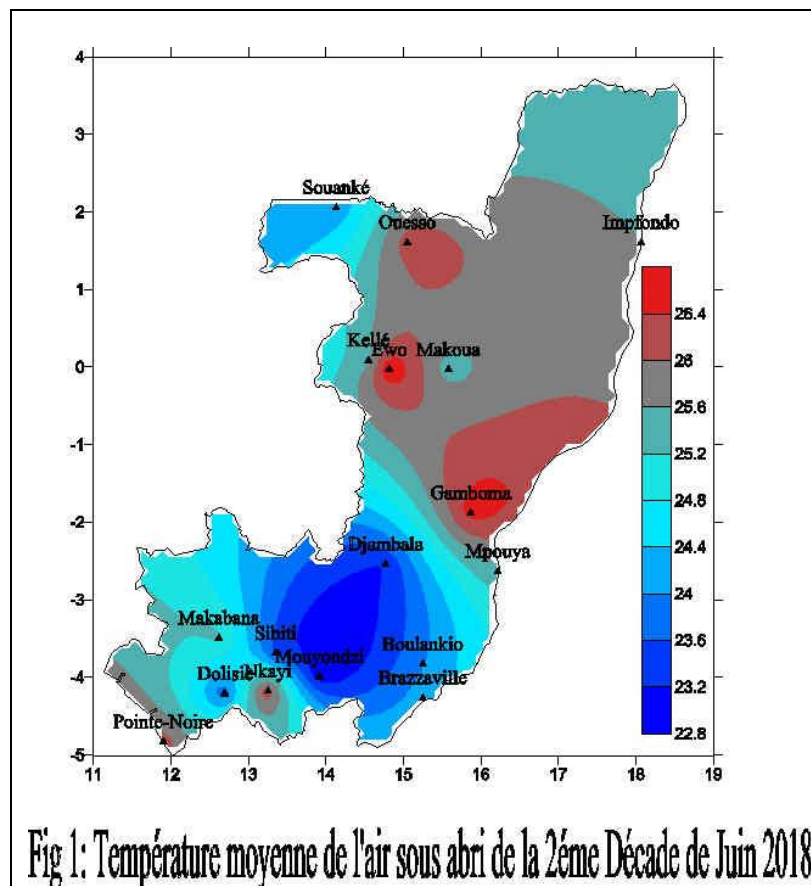 4
3
Souanké
2
Ouesso
Impfondo
1
26.4
Kellé
Ewo
Makoua
26
0
25.6
-1
25.2
Gamboma
24.8
-2
Djambala
Mpouya
24.4
-3
24
Makabana
Sibiti
23.6
Mouyondzi
Boulankio
-4
Dolisie
Nkayi
Brazzaville
23.2
Pointe-Noire
22.8
-5
11 12 13 14 15 16 17 18 19
Fig 1: Température moyenne de l'air sous abri de la 2éme Décade de Juin 2018